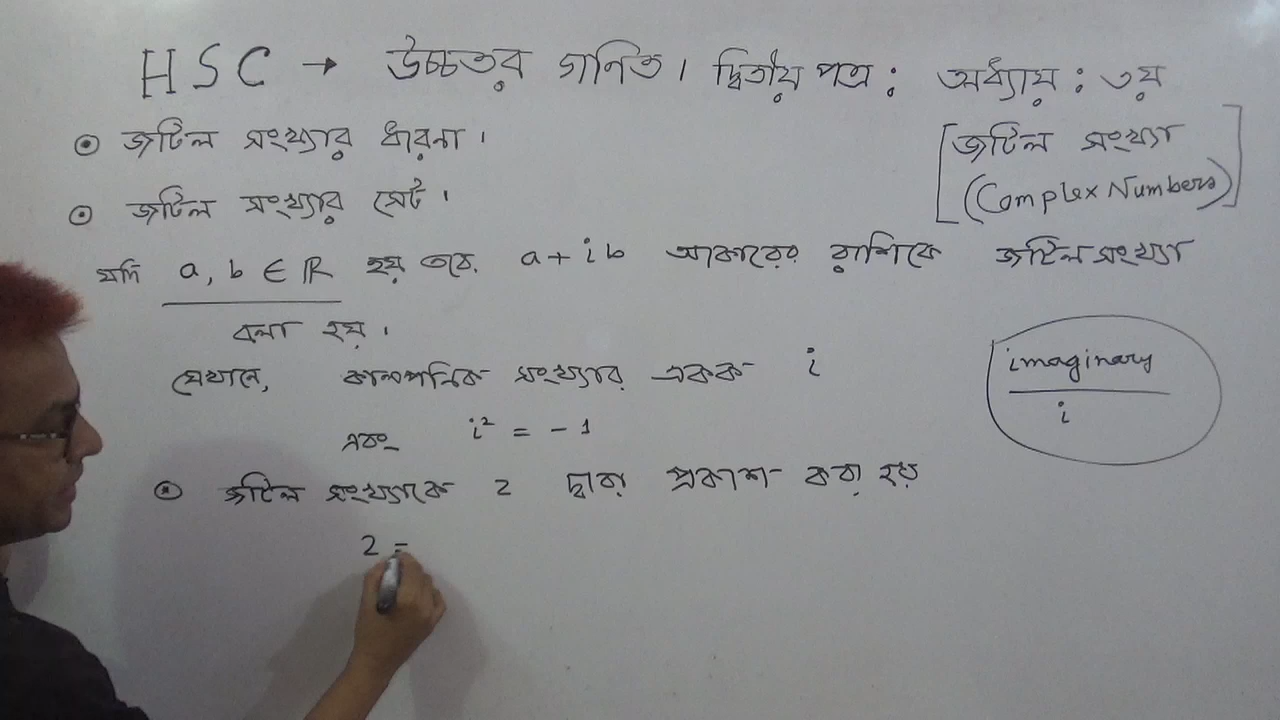 HSC → উচ্চতর গণিত। দ্বিতীয় পত্র : অধ্যায় : ৩য়
[জটিল সংখ্যা
(Complex Numbers)]
⊙ জটিল সংখ্যার ধারনা।
⊙ জটিল সংখ্যার সেট।
যদি a, b ∈ ℝ হয় তবে. a + ib আকারের রাশিকে জটিল সংখ্যা
বলা হয়।
যেখানে, কাল্পনিক সংখ্যার একক i
এবং i² = - 1
imaginary
i
⊙ জটিল সংখ্যাকে z দ্বারা প্রকাশ করা হয়
z =